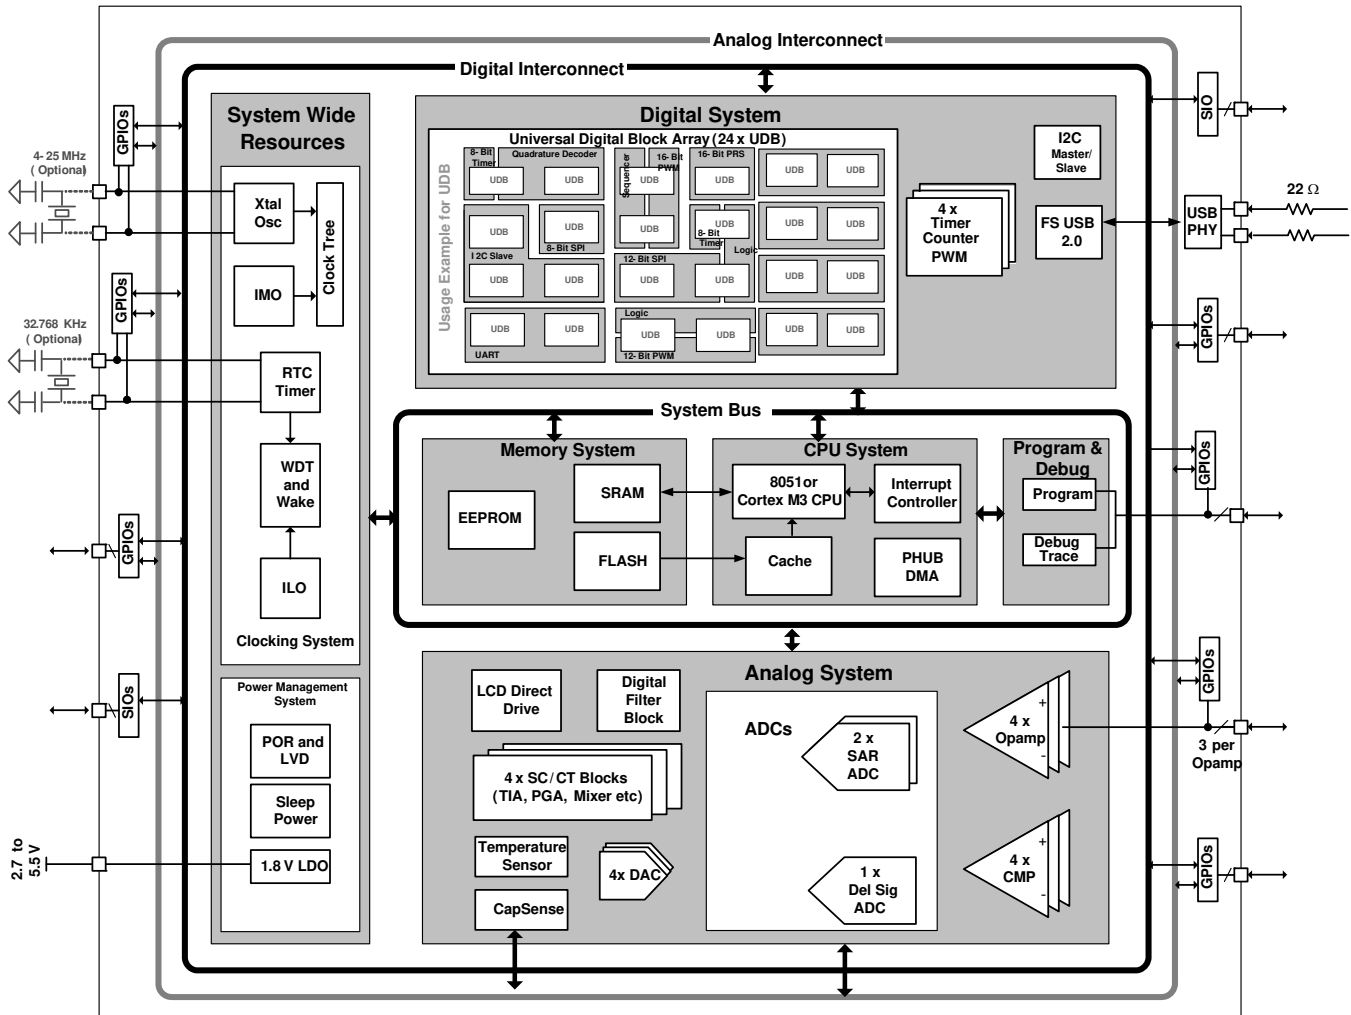 Analog Interconnect
Digital Interconnect
System Wide
Resources
4- 25 MHz
( Optional)
GPIOs
Xtal
Osc
Clock Tree
IMO
32.768 KHz
( Optional)
GPIOs
RTC
Timer
WDT
and
Wake
GPIOs
ILO
Clocking System
SIOs
Power Management
System
POR and
LVD
Sleep
Power
2.7 to
5.5 V
1.8 V LDO
Digital System
Universal Digital Block Array (24 x UDB)
Usage Example for UDB
8- Bit
Timer
Quadrature Decoder
Sequencer
16- Bit
PWM
16- Bit PRS
UDB
UDB
UDB
UDB
UDB
UDB
UDB
UDB
UDB
UDB
8- Bit
Timer
UDB
UDB
UDB
8- Bit SPI
Logic
I2C Slave
12- Bit SPI
UDB
UDB
UDB
UDB
UDB
UDB
Logic
UDB
UDB
UDB
UDB
UDB
UDB
UART
12- Bit PWM
4 x
Timer
Counter
PWM
I2C
Master/
Slave
FS USB
2.0
SIO
USB
PHY
22 Ω
GPIOs
System Bus
Memory System
EEPROM
SRAM
FLASH
CPU System
8051or
Cortex M3 CPU
Interrupt
Controller
Cache
PHUB
DMA
Program &
Debug
Program
Debug
Trace
GPIOs
Analog System
LCD Direct
Drive
Digital
Filter
Block
ADCs
2 x
SAR
ADC
4 x
Opamp
+
-
GPIOs
3 per
Opamp
4 x SC/CT Blocks
(TIA, PGA, Mixer etc)
Temperature
Sensor
4x DAC
CapSense
1 x
Del Sig
ADC
4 x
CMP
+
-
GPIOs